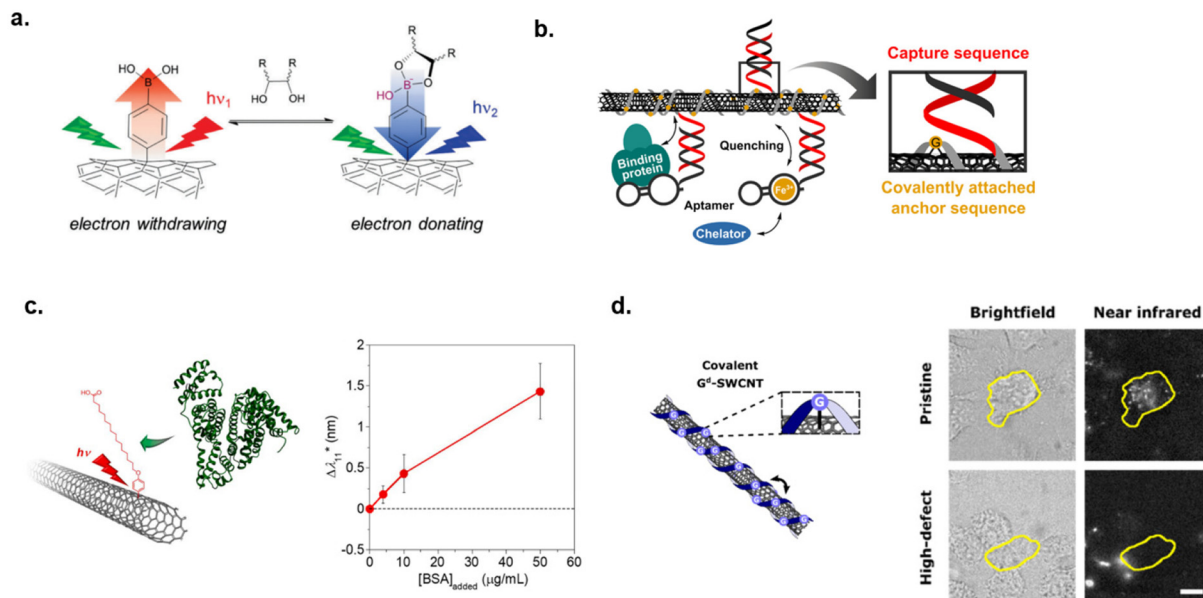 a.
HO
OH
B
hν₁
R
R
HO
OH
R
R
O
O
HO
B⁻
hν₂
electron withdrawing
electron donating
b.
Capture sequence
G
Covalently attached
anchor sequence
Binding
protein
Quenching
Fe³⁺
Aptamer
Chelator
c.
HO
O
O
hν
Δλ₁₁* (nm)
2
1.5
1
0.5
0
-0.5
0 10 20 30 40 50 60
[BSA]added (μg/mL)
d.
Covalent
Gᵈ-SWCNT
G
G
G
G
G
G
G
G
Brightfield
Near infrared
Pristine
High-defect